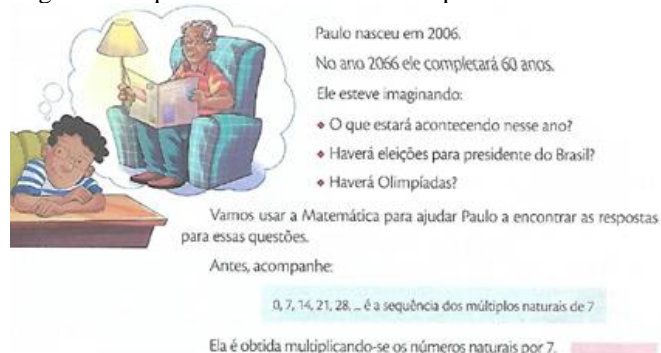 Paulo nasceu em 2006.
No ano 2066 ele completará 60 anos.
Ele esteve imaginando:
• O que estará acontecendo nesse ano?
• Haverá eleições para presidente do Brasil?
• Haverá Olimpíadas?
Vamos usar a Matemática para ajudar Paulo a encontrar as respostas
para essas questões.
Antes, acompanhe:
0, 7, 14, 21, 28, ... é a sequência dos múltiplos naturais de 7
Ela é obtida multiplicando-se os números naturais por 7.